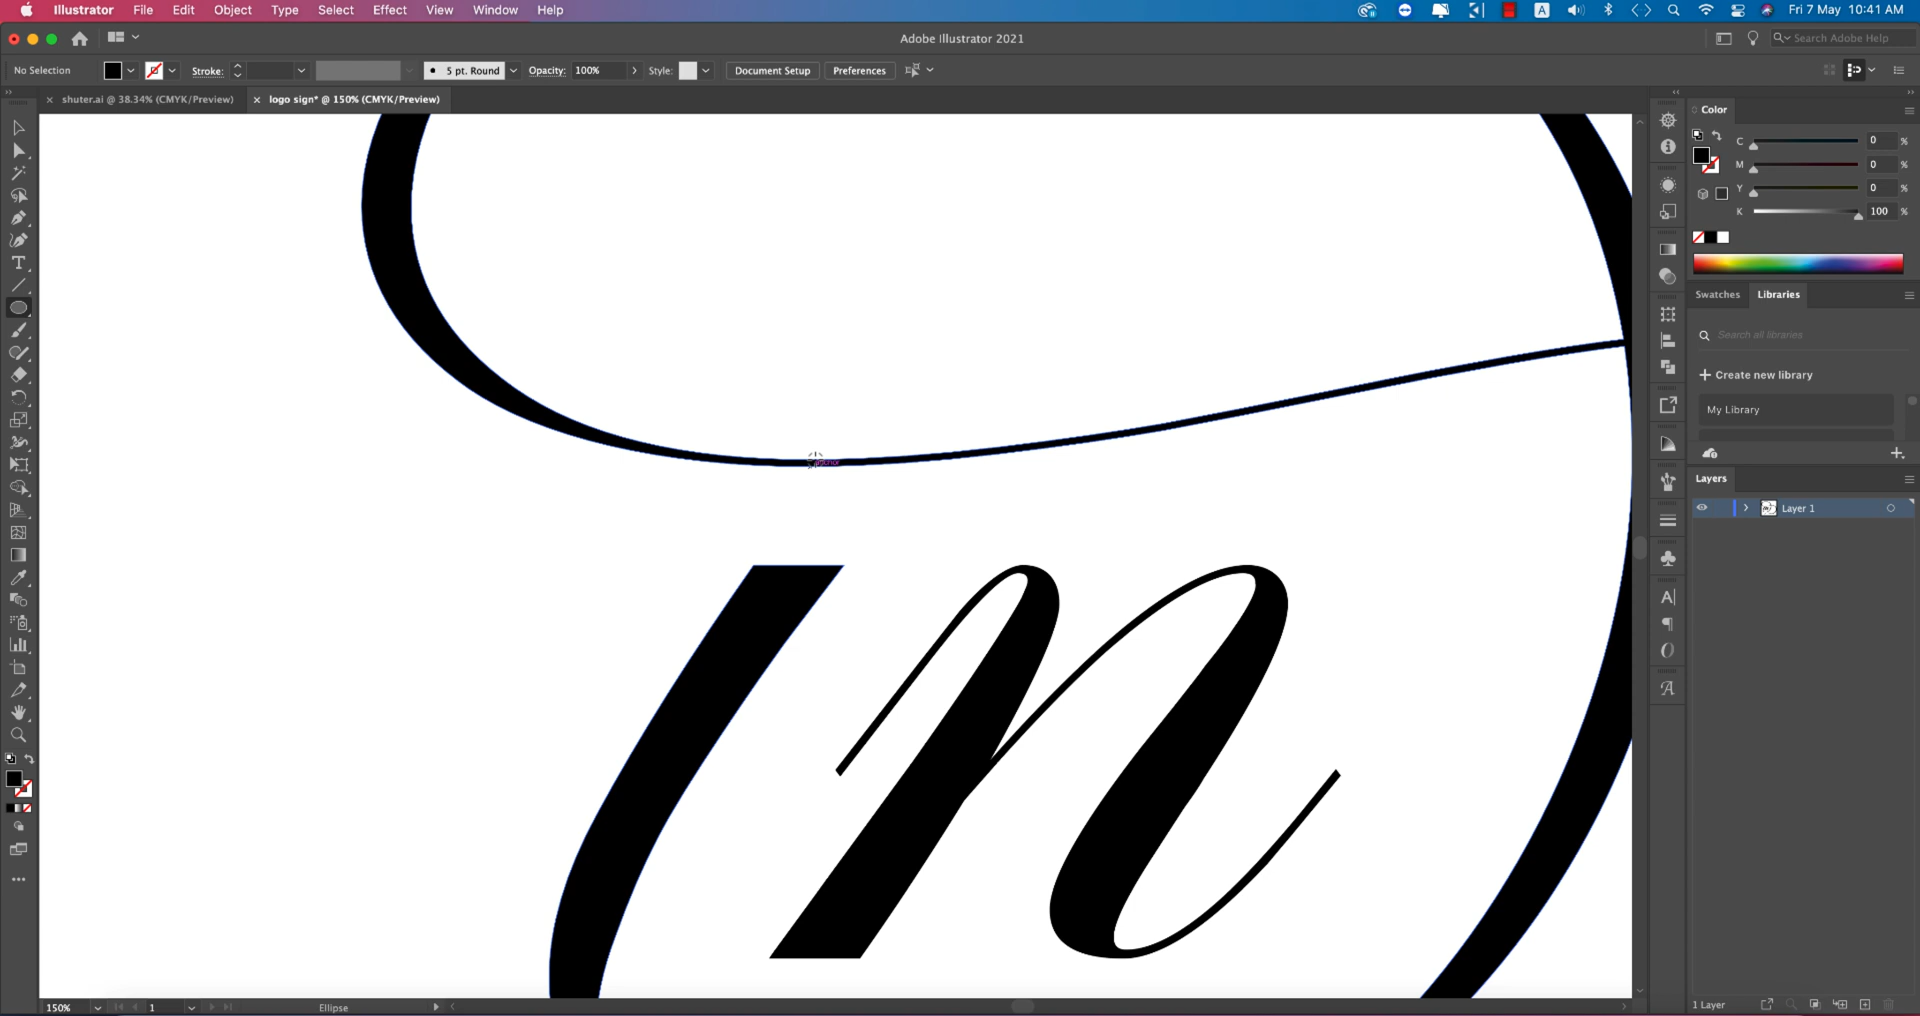 Illustrator File Edit Object Type Select Effect View Window Help
A
Fri 7 May 10:41 AM
Adobe Illustrator 2021
Search Adobe Help
No Selection
Stroke:
5 pt. Round
Opacity: 100%
Style:
Document Setup
Preferences
shuter.ai @ 38.34% (CMYK/Preview)
logo sign* @ 150% (CMYK/Preview)
Color
C 0 %
M 0 %
Y 0 %
K 100 %
Swatches Libraries
Search all libraries
Create new library
My Library
Layers
Layer 1
anchor
m
150%
1
Ellipse
1 Layer